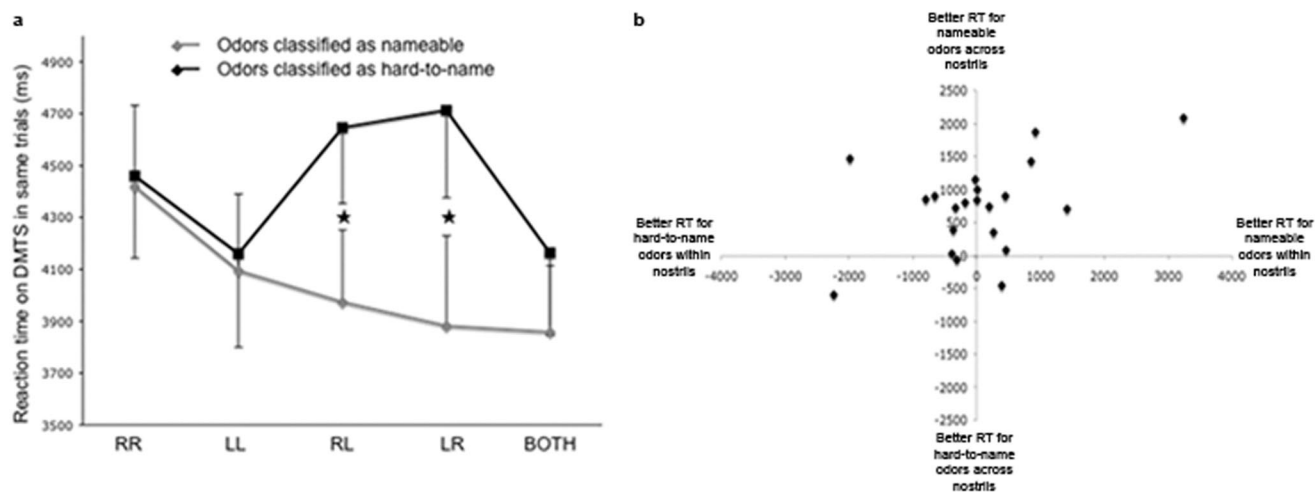 a
Odors classified as nameable
Odors classified as hard-to-name
Reaction time on DMTS in same trials (ms)
4900
4700
4500
4300
4100
3900
3700
3500
RR LL RL LR BOTH
b
Better RT for
nameable
odors across
nostrils
2500
2000
1500
1000
500
0
-500
-1000
-1500
-2000
-2500
Better RT for
hard-to-name
odors within
nostrils
-4000 -3000 -2000 -1000 0 1000 2000 3000 4000
Better RT for
nameable
odors within
nostrils
Better RT for
hard-to-name
odors across
nostrils